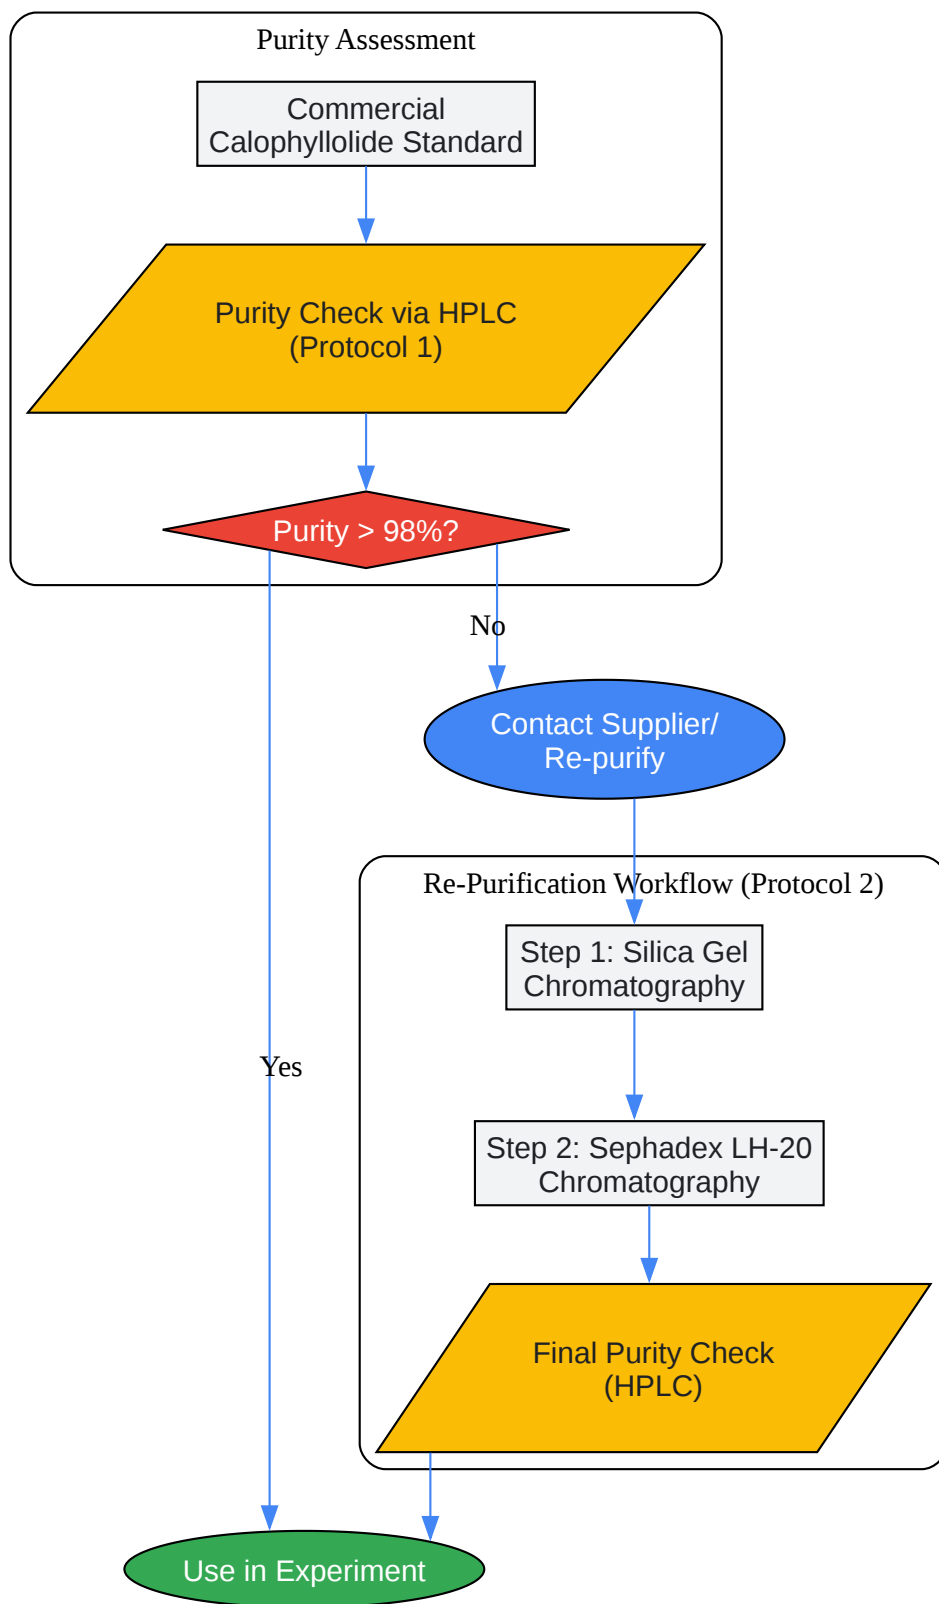 Purity Assessment
Commercial
Calophyllolide Standard
Purity Check via HPLC
(Protocol 1)
Purity > 98%?
No
Contact Supplier/
Re-purify
Re-Purification Workflow (Protocol 2)
Step 1: Silica Gel
Chromatography
Yes
Step 2: Sephadex LH-20
Chromatography
Final Purity Check
(HPLC)
Use in Experiment